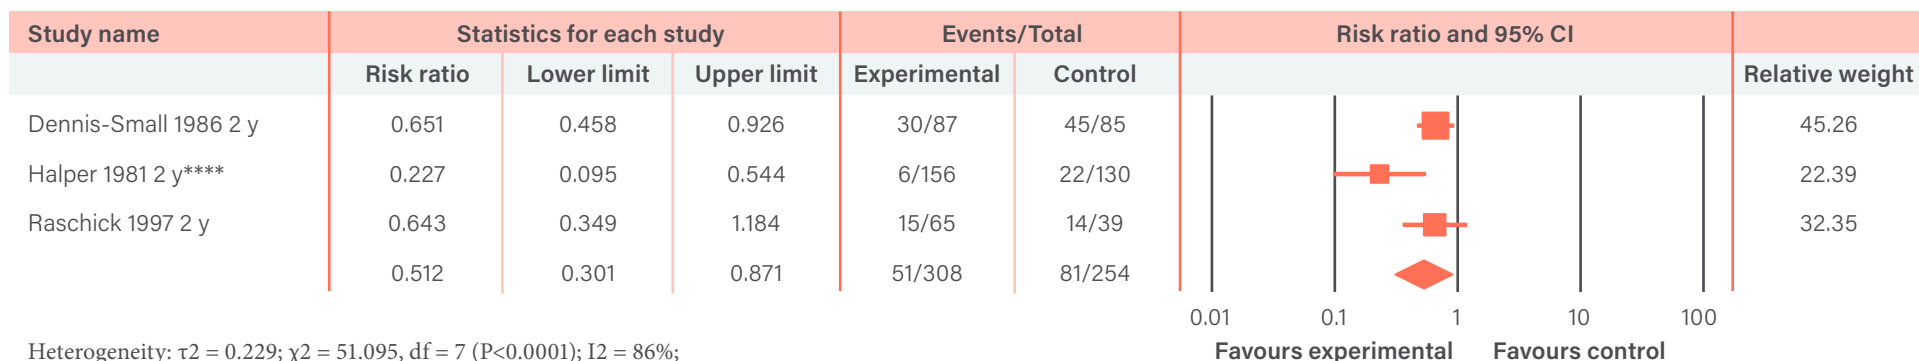 Study name Statistics for each study Events/Total Risk ratio and 95% CI
Risk ratio Lower limit Upper limit Experimental Control Relative weight
Dennis-Small 1986 2 y 0.651 0.458 0.926 30/87 45/85 45.26
Halper 1981 2 y**** 0.227 0.095 0.544 6/156 22/130 22.39
Raschick 1997 2 y 0.643 0.349 1.184 15/65 14/39 32.35
0.512 0.301 0.871 51/308 81/254
0.01 0.1 1 10 100
Heterogeneity: τ2 = 0.229; χ2 = 51.095, df = 7 (P<0.0001); I2 = 86%; Favours experimental Favours control